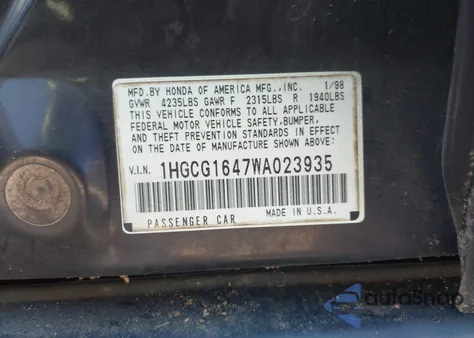 MFD.BY HONDA OF AMERICA MFG.,INC. 1/98
GVWR 4235LBS GAWR F 2315LBS R 1940LBS
THIS VEHICLE CONFORMS TO ALL APPLICABLE
FEDERAL MOTOR VEHICLE SAFETY,BUMPER,
AND THEFT PREVENTION STANDARDS IN EFFECT
ON THE DATE OF MANUFACTURE SHOWN ABOVE:
V.I.N. 1HGCG1647WA023935
PASSENGER CAR MADE IN U.S.A.
autoSnap